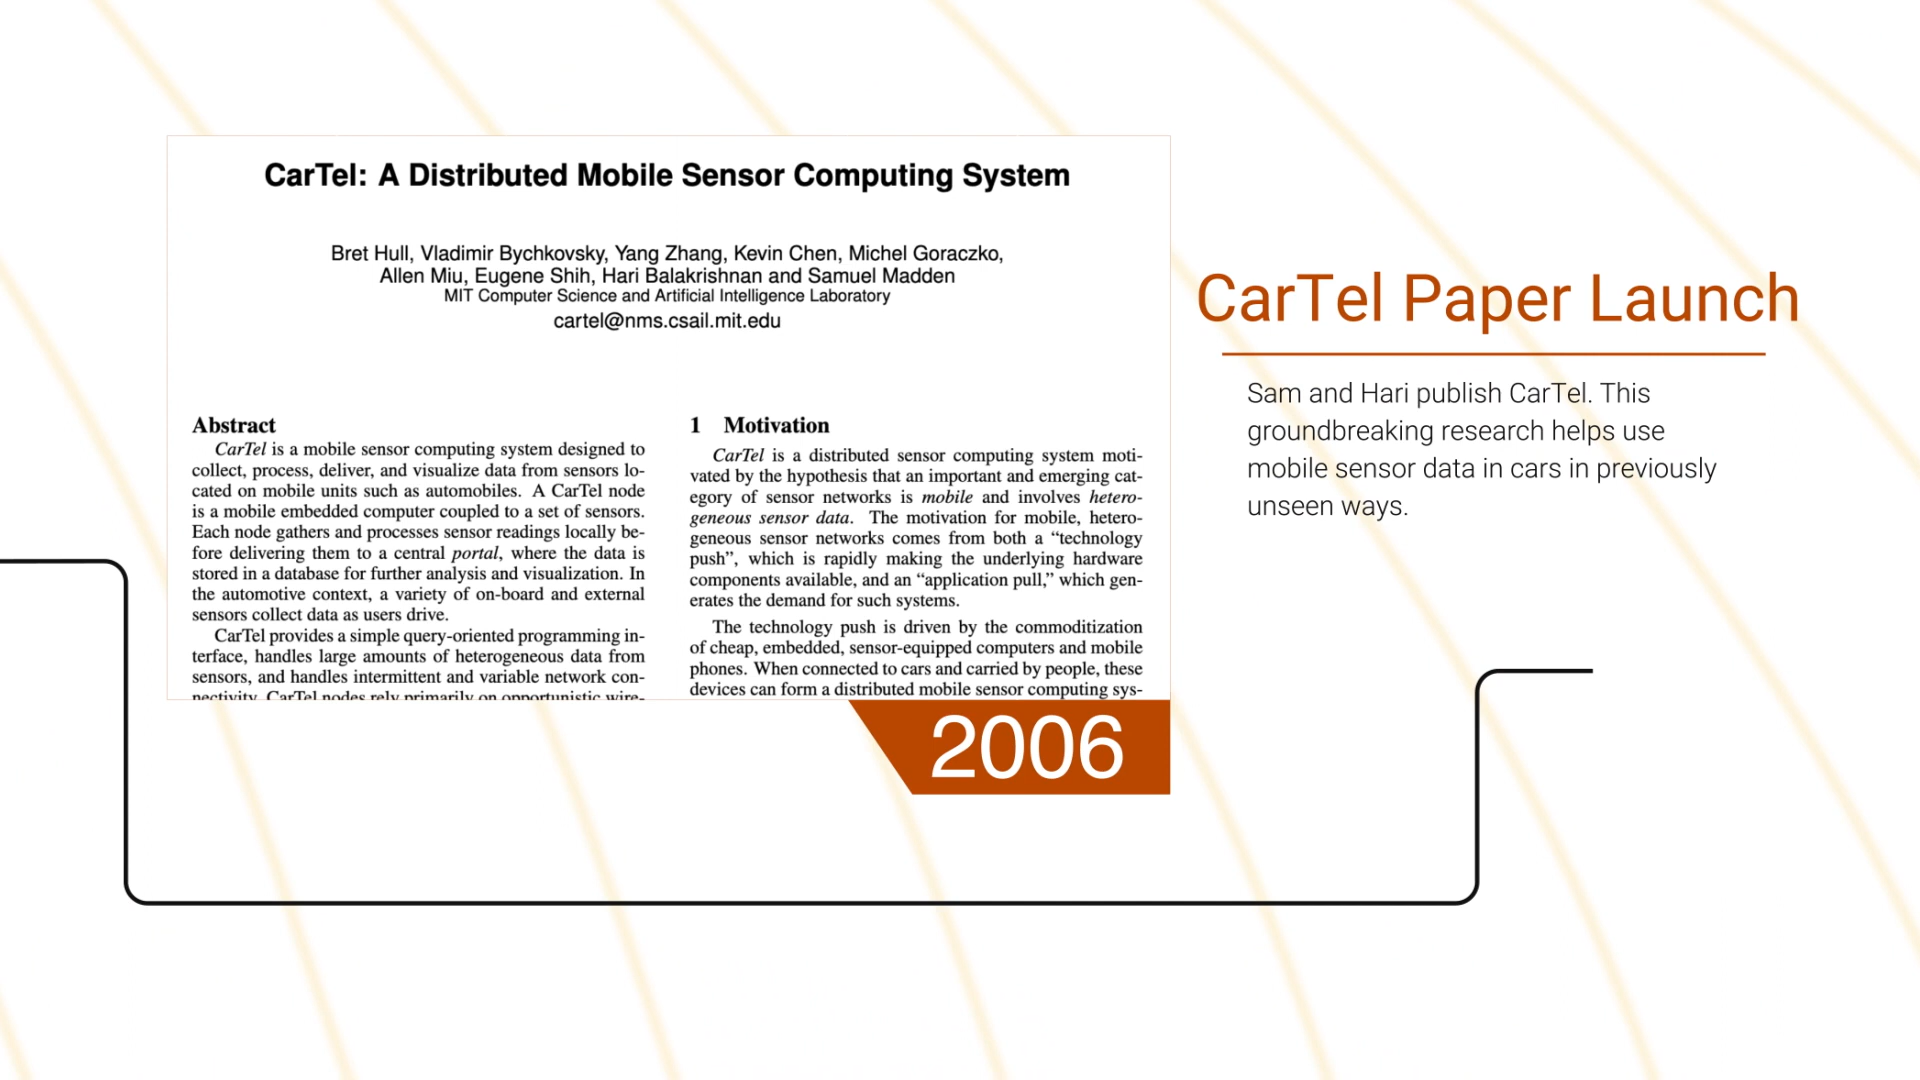 CarTel: A Distributed Mobile Sensor Computing System
Bret Hull, Vladimir Bychkovsky, Yang Zhang, Kevin Chen, Michel Goraczko,
Allen Miu, Eugene Shih, Hari Balakrishnan and Samuel Madden
MIT Computer Science and Artificial Intelligence Laboratory
cartel@nms.csail.mit.edu
Abstract
CarTel is a mobile sensor computing system designed to
collect, process, deliver, and visualize data from sensors lo-
cated on mobile units such as automobiles. A CarTel node
is a mobile embedded computer coupled to a set of sensors.
Each node gathers and processes sensor readings locally be-
fore delivering them to a central portal, where the data is
stored in a database for further analysis and visualization. In
the automotive context, a variety of on-board and external
sensors collect data as users drive.
CarTel provides a simple query-oriented programming in-
terface, handles large amounts of heterogeneous data from
sensors, and handles intermittent and variable network con-
nectivity. CarTel nodes rely primarily on opportunistic wire-
1 Motivation
CarTel is a distributed sensor computing system moti-
vated by the hypothesis that an important and emerging cat-
egory of sensor networks is mobile and involves hetero-
geneous sensor data. The motivation for mobile, hetero-
geneous sensor networks comes from both a “technology
push”, which is rapidly making the underlying hardware
components available, and an “application pull,” which gen-
erates the demand for such systems.
The technology push is driven by the commoditization
of cheap, embedded, sensor-equipped computers and mobile
phones. When connected to cars and carried by people, these
devices can form a distributed mobile sensor computing sys-
2006
CarTel Paper Launch
Sam and Hari publish CarTel. This
groundbreaking research helps use
mobile sensor data in cars in previously
unseen ways.